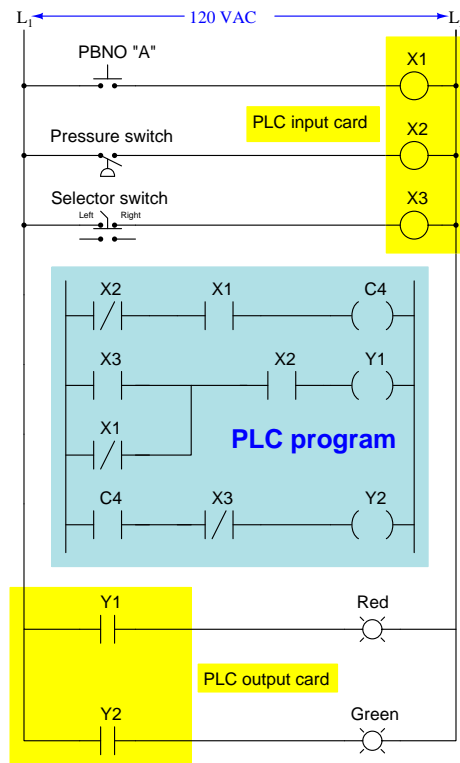 L1 120 VAC L
PBNO "A"
X1
PLC input card
X2
Pressure switch
X3
Selector switch
Left Right
X2 X1 C4
X3 X2 Y1
X1
PLC program
C4 X3 Y2
Y1 Red
PLC output card
Y2 Green